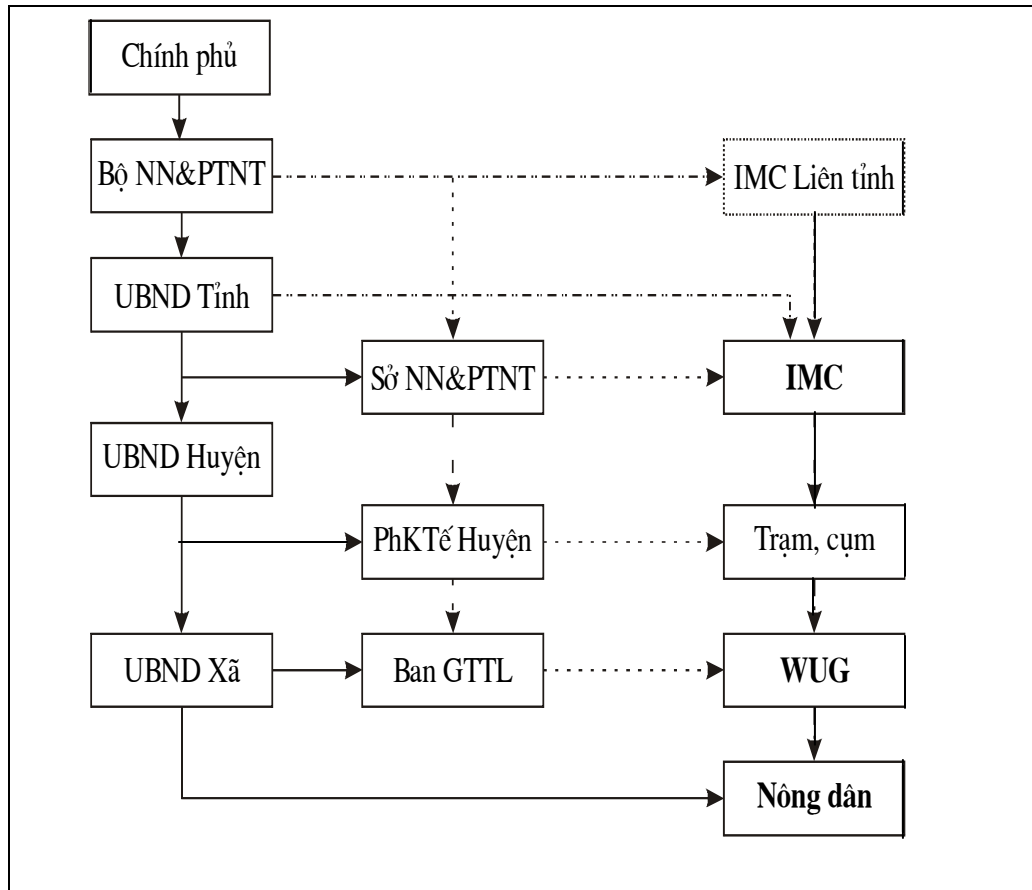 Chính phủ
Bộ NN&PTNT
IMC Liên tỉnh
UBND Tỉnh
Sở NN&PTNT
IMC
UBND Huyện
PhKTế Huyện
Trạm, cụm
UBND Xã
Ban GTTL
WUG
Nông dân